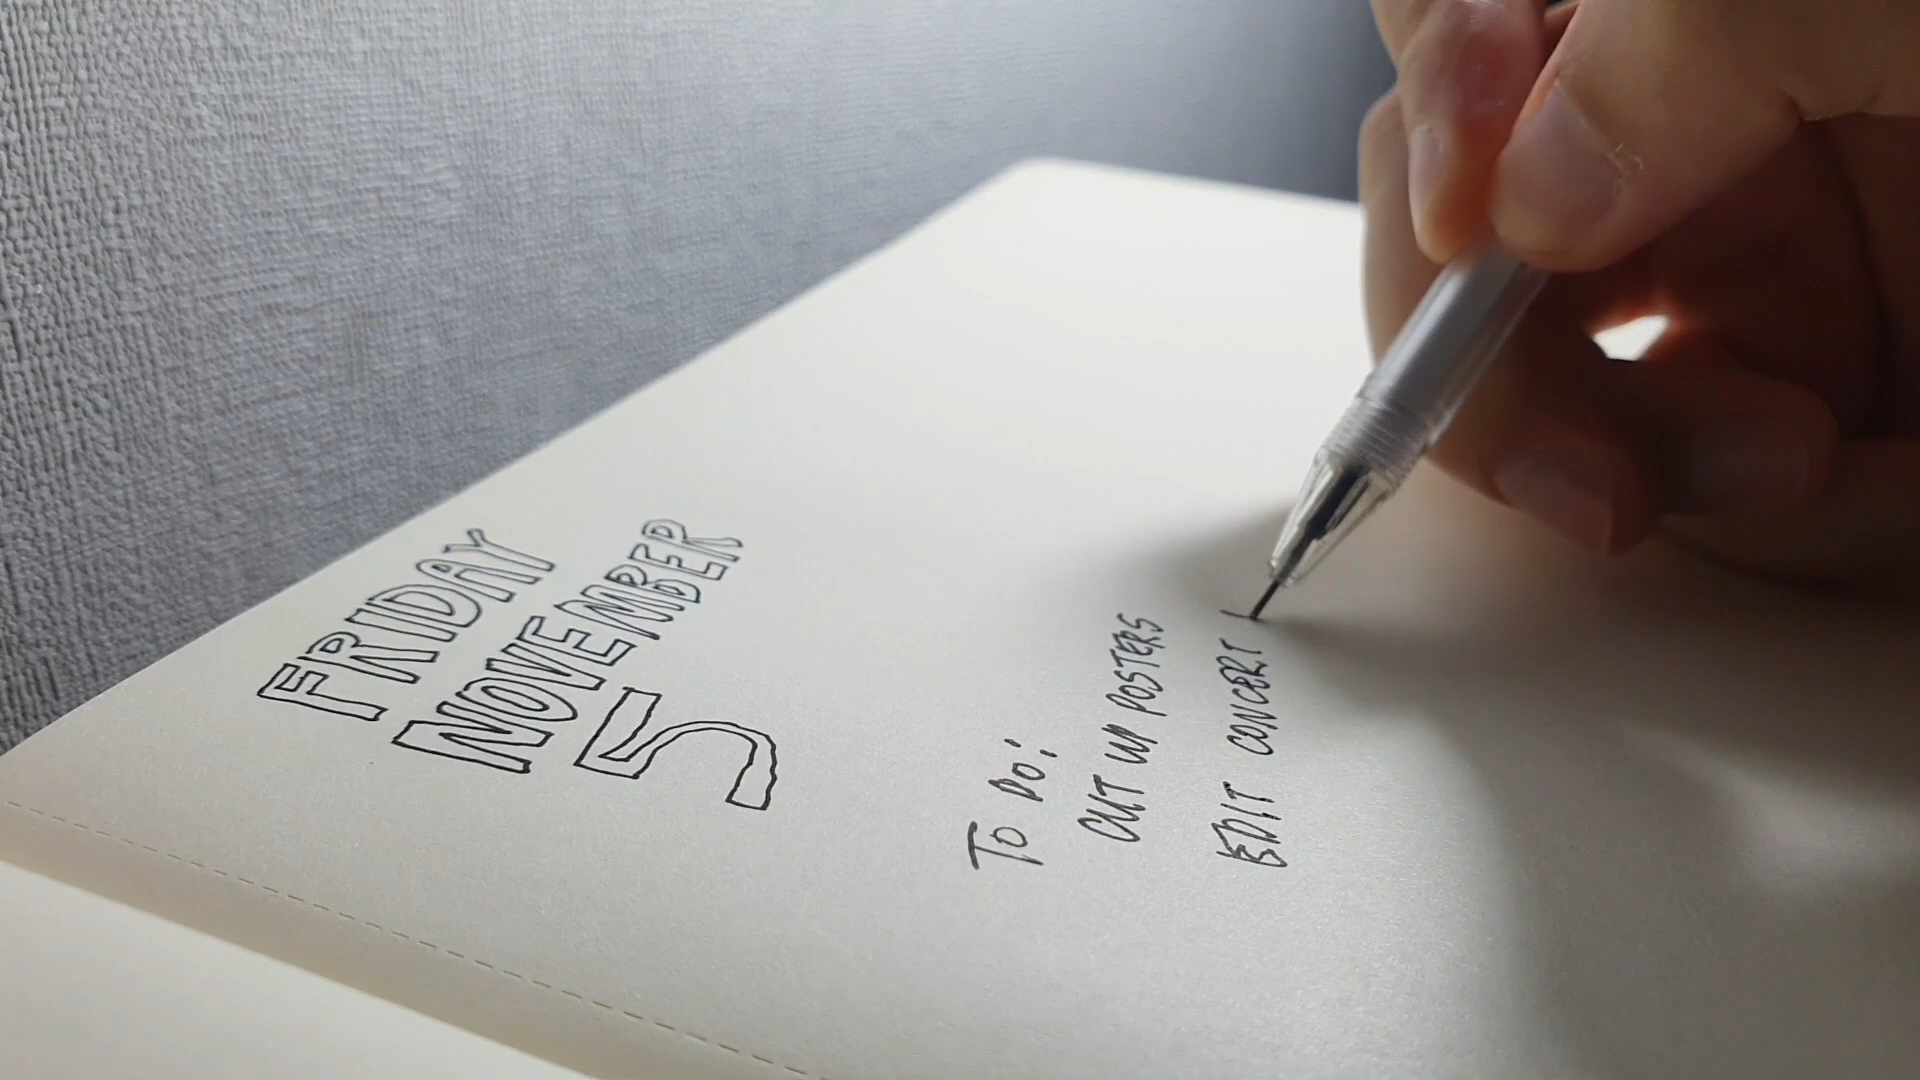 FRIDAY
NOVEMBER
5
To DO:
CUT UP POSTERS
EDIT CONCERT